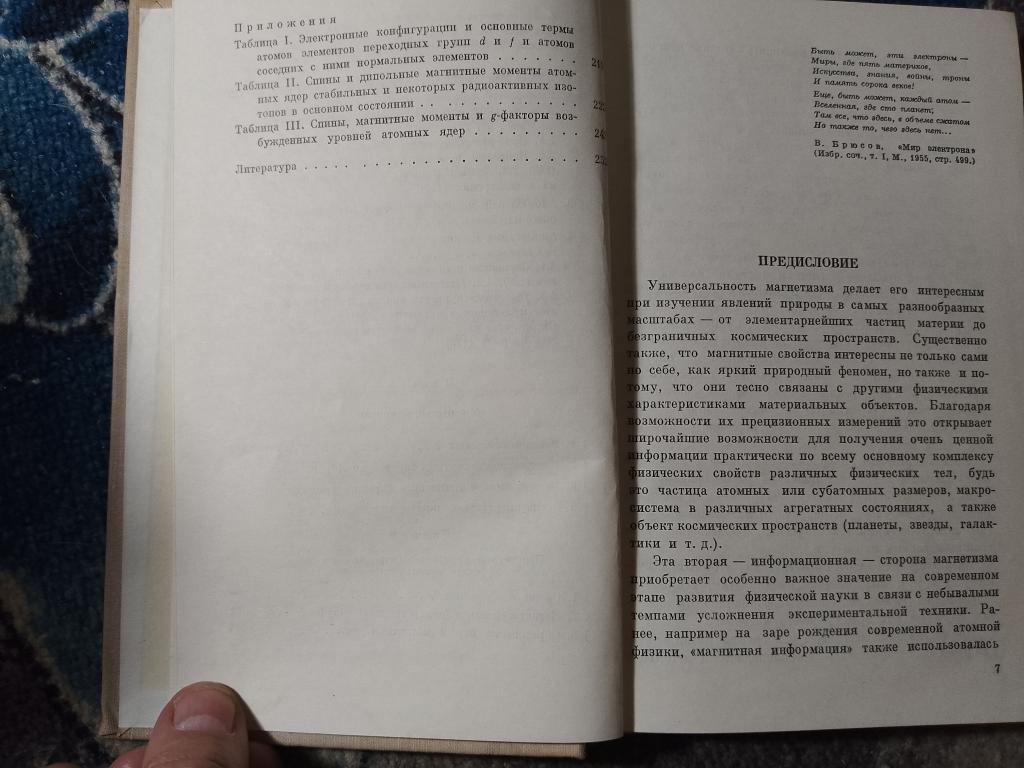 Приложения
Таблица I. Электронные конфигурации и основные термы
атомов элементов переходных групп d и f и атомов
соседних с ними нормальных элементов . . . . . . .
Таблица II. Спины и дипольные магнитные моменты атом-
ных ядер стабильных и некоторых радиоактивных изо-
топов в основном состоянии . . . . . . . . . . . . .
Таблица III. Спины, магнитные моменты и g-факторы воз-
бужденных уровней атомных ядер . . . . . . . . .
Литература . . . . . . . . . . . . . . . . . . . .
Быть может, эти электроны —
Миры, где пять материков,
Искусства, знания, войны, троны
И память сорока веков!
Еще, быть может, каждый атом —
Вселенная, где сто планет;
Там все, что здесь, в объеме сжатом
Но также то, чего здесь нет...
В. Брюсов, «Мир электрона»
(Избр. соч., т. I, М., 1955, стр. 499.)
ПРЕДИСЛОВИЕ
Универсальность магнетизма делает его интересным
при изучении явлений природы в самых разнообразных
масштабах — от элементарнейших частиц материи до
безграничных космических пространств. Существенно
также, что магнитные свойства интересны не только сами
по себе, как яркий природный феномен, но также и по-
тому, что они тесно связаны с другими физическими
характеристиками материальных объектов. Благодаря
возможности их прецизионных измерений это открывает
широчайшие возможности для получения очень ценной
информации практически по всему основному комплексу
физических свойств различных физических тел, будь
это частица атомных или субатомных размеров, макро-
система в различных агрегатных состояниях, а также
объект космических пространств (планеты, звезды, галак-
тики и т. д.).
Эта вторая — информационная — сторона магнетизма
приобретает особенно важное значение на современном
этапе развития физической науки в связи с небывалыми
темпами усложнения экспериментальной техники. Ра-
нее, например на заре рождения современной атомной
физики, «магнитная информация» также использовалась
7